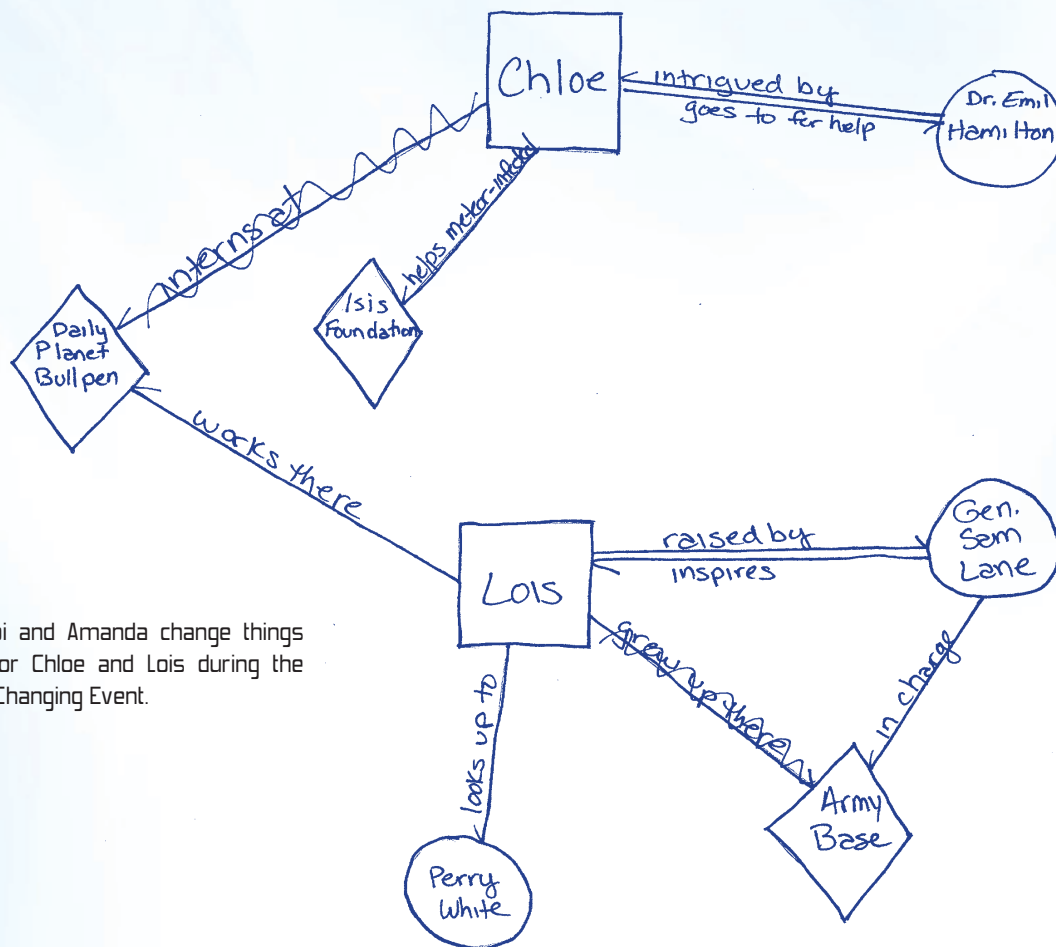 Chloe
intrigued by
goes to for help
Dr. Emil
Hamilton
interns at
helps meteor-infected
Isis
Foundation
Daily
Planet
Bullpen
works there
Lois
raised by
inspires
Gen.
Sam
Lane
grew up there
in charge
looks up to
Army
Base
Perry
White
i and Amanda change things
or Chloe and Lois during the
Changing Event.